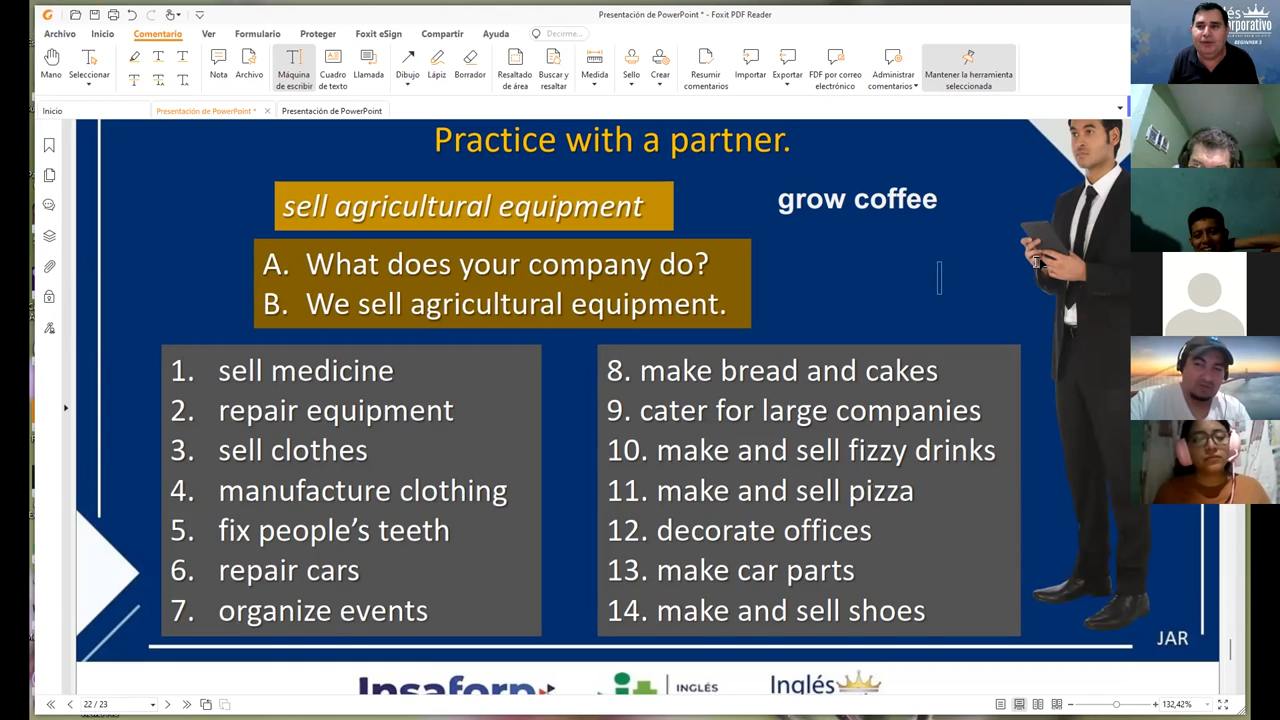 Presentación de PowerPoint * - Foxit PDF Reader
Archivo Inicio Comentario Ver Formulario Proteger Foxit eSign Compartir Ayuda Decirme...
Mano Seleccionar Nota Archivo Máquina de escribir Cuadro de texto Llamada Dibujo Lápiz Borrador Resaltado de área Buscar y resaltar Medida Sello Crear Resumir comentarios Importar Exportar PDF por correo electrónico Administrar comentarios Mantener la herramienta seleccionada
Inicio Presentación de PowerPoint * Presentación de PowerPoint
Practice with a partner.
sell agricultural equipment
grow coffee
A. What does your company do?
B. We sell agricultural equipment.
1. sell medicine
2. repair equipment
3. sell clothes
4. manufacture clothing
5. fix people's teeth
6. repair cars
7. organize events
8. make bread and cakes
9. cater for large companies
10. make and sell fizzy drinks
11. make and sell pizza
12. decorate offices
13. make car parts
14. make and sell shoes
JAR
Insaforp
INGLÉS
Inglés
22 / 23
132,42%